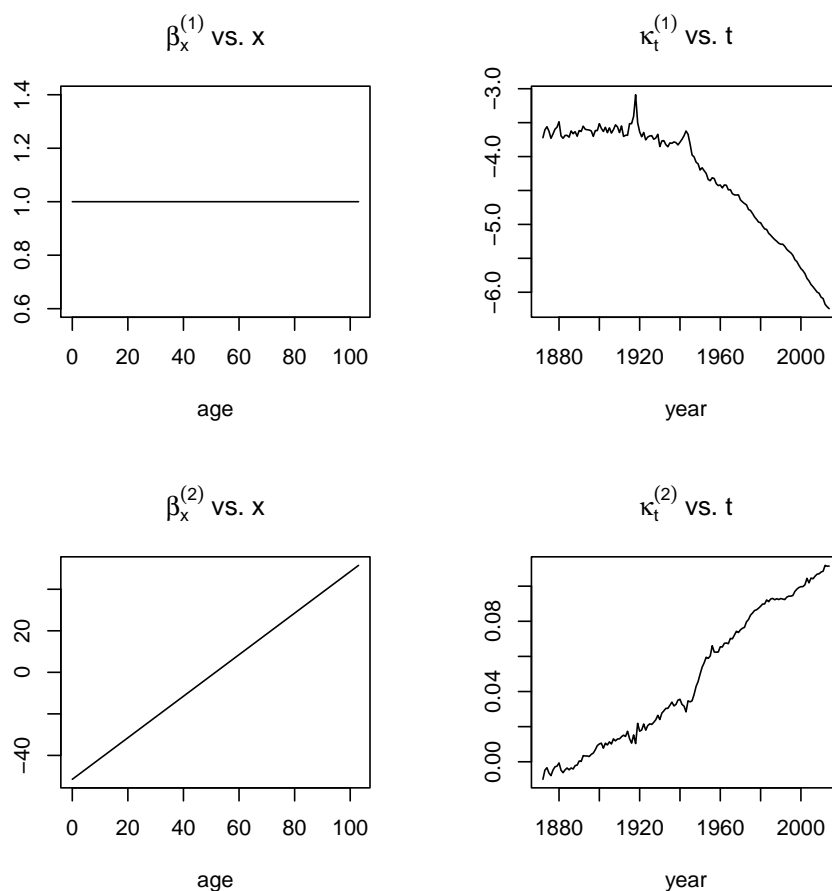 β_x^(1) vs. x
0.6 0.8 1.0 1.2 1.4
0 20 40 60 80 100
age
κ_t^(1) vs. t
−6.0 −5.0 −4.0 −3.0
1880 1920 1960 2000
year
β_x^(2) vs. x
−40 0 20
0 20 40 60 80 100
age
κ_t^(2) vs. t
0.00 0.04 0.08
1880 1920 1960 2000
year